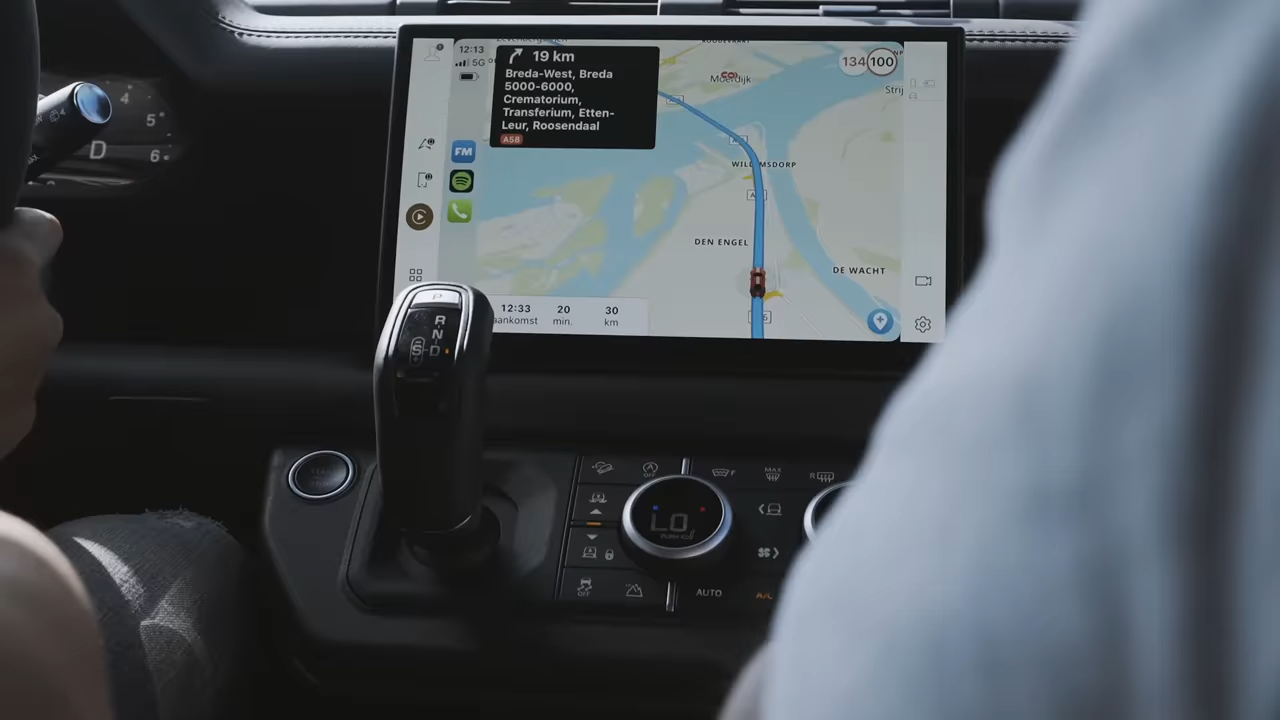 12:13
5G
19 km
Breda-West, Breda
5000-6000,
Crematorium,
Transferium, Etten-
Leur, Roosendaal
A58
134 100
Moerdijk
Strij
FM
WILLEMSDORP
DEN ENGEL
DE WACHT
12:33 20 30
aankomst min. km
4
5
D
6
P
R
N
S D
OFF
F
MAX
R
LO
OFF
AUTO
A/C